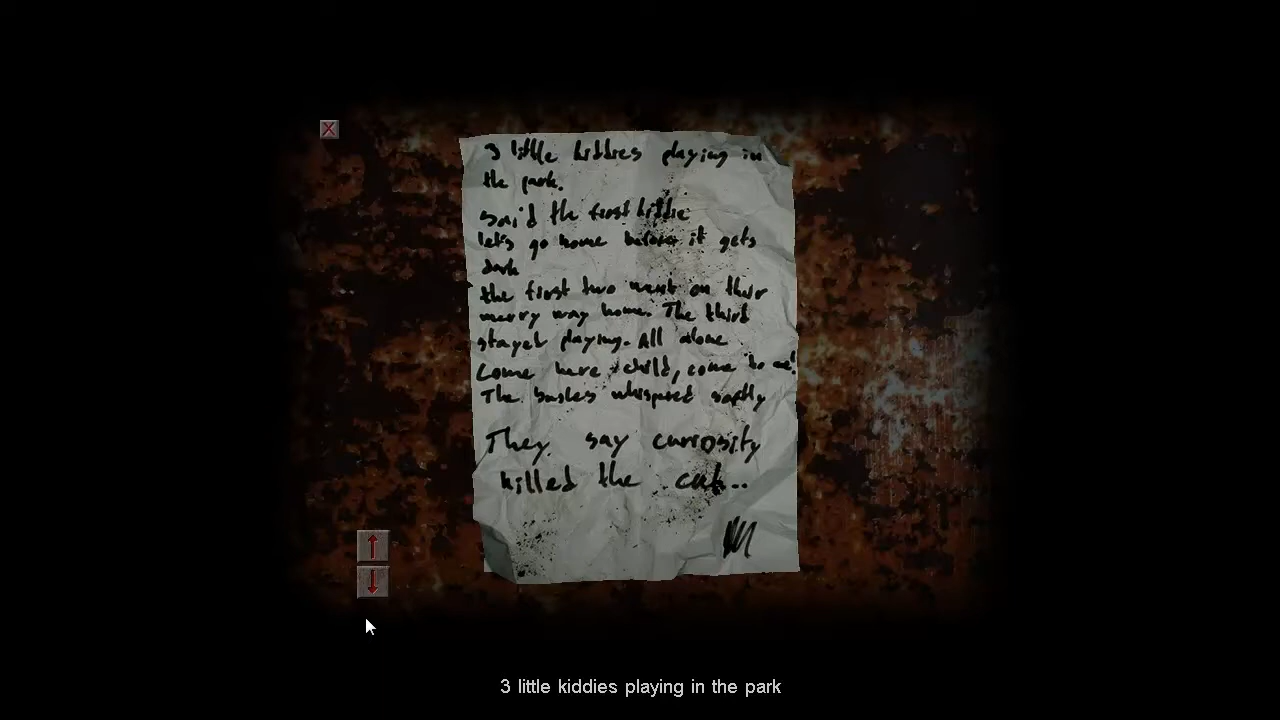 3 little kiddies playing in
the park.
Said the first kiddie
let's go home before it gets
dark
the first two went on their
merry way home. The third
stayed playing. All alone
Come here child, come to me!
The bushes whispered softly
They say curiosity
killed the cat..
3 little kiddies playing in the park